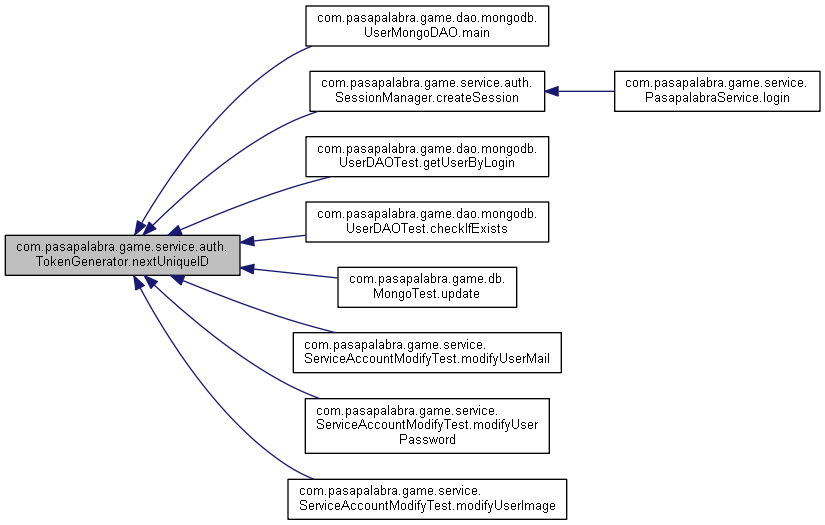 com.pasapalabra.game.dao.mongodb.
UserMongoDAO.main
com.pasapalabra.game.service.auth.
SessionManager.createSession
com.pasapalabra.game.service.
PasapalabraService.login
com.pasapalabra.game.dao.mongodb.
UserDAOTest.getUserByLogin
com.pasapalabra.game.dao.mongodb.
UserDAOTest.checkIfExists
com.pasapalabra.game.service.auth.
TokenGenerator.nextUniqueID
com.pasapalabra.game.db.
MongoTest.update
com.pasapalabra.game.service.
ServiceAccountModifyTest.modifyUserMail
com.pasapalabra.game.service.
ServiceAccountModifyTest.modifyUser
Password
com.pasapalabra.game.service.
ServiceAccountModifyTest.modifyUserImage